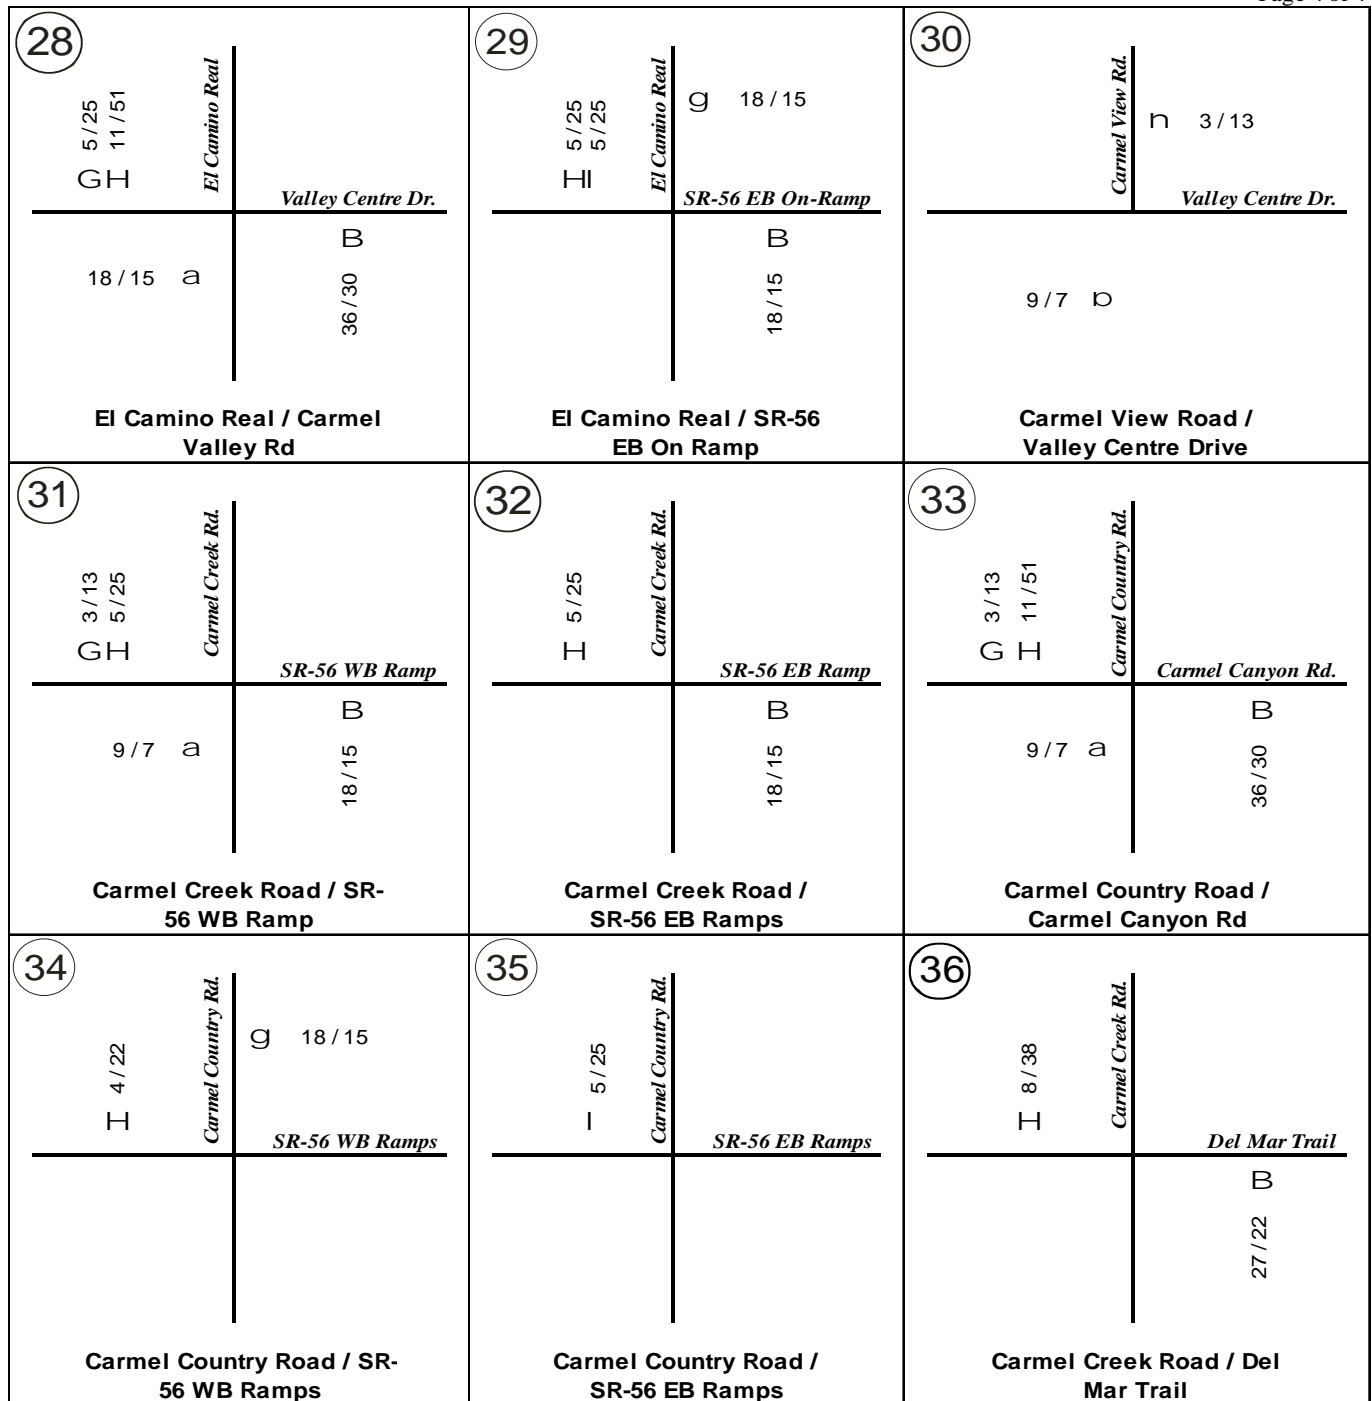 28
El Camino Real
5 / 25
11 / 51
GH
Valley Centre Dr.
B
18 / 15 a
36 / 30
El Camino Real / Carmel
Valley Rd
29
El Camino Real
5 / 25
5 / 25
HI
g 18 / 15
SR-56 EB On-Ramp
B
18 / 15
El Camino Real / SR-56
EB On Ramp
30
Carmel View Rd.
n 3 / 13
Valley Centre Dr.
9 / 7 b
Carmel View Road /
Valley Centre Drive
31
Carmel Creek Rd.
3 / 13
5 / 25
GH
SR-56 WB Ramp
B
9 / 7 a
18 / 15
Carmel Creek Road / SR-
56 WB Ramp
32
Carmel Creek Rd.
5 / 25
H
SR-56 EB Ramp
B
18 / 15
Carmel Creek Road /
SR-56 EB Ramps
33
Carmel Country Rd.
3 / 13
11 / 51
G H
Carmel Canyon Rd.
B
9 / 7 a
36 / 30
Carmel Country Road /
Carmel Canyon Rd
34
Carmel Country Rd.
4 / 22
H
g 18 / 15
SR-56 WB Ramps
Carmel Country Road / SR-
56 WB Ramps
35
Carmel Country Rd.
5 / 25
I
SR-56 EB Ramps
Carmel Country Road /
SR-56 EB Ramps
36
Carmel Creek Rd.
8 / 38
H
Del Mar Trail
B
27 / 22
Carmel Creek Road / Del
Mar Trail